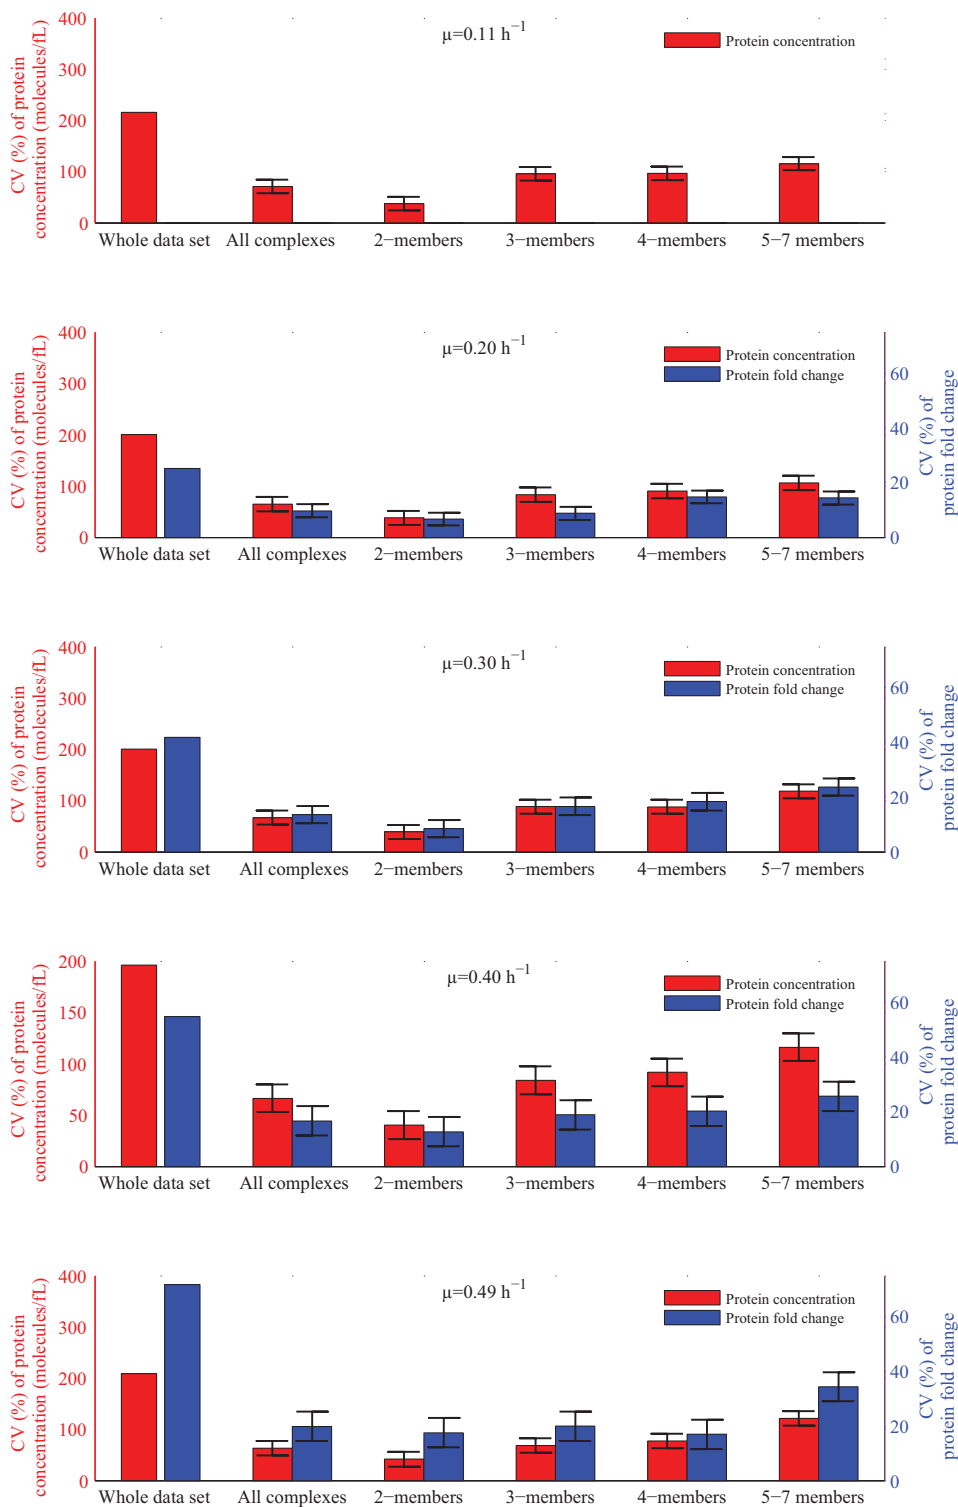 μ=0.11 h⁻¹
Protein concentration
CV (%) of protein
concentration (molecules/fL)
400
300
200
100
0
Whole data set All complexes 2−members 3−members 4−members 5−7 members
μ=0.20 h⁻¹
Protein concentration
Protein fold change
CV (%) of protein
concentration (molecules/fL)
400
300
200
100
0
60
40
20
0
CV (%) of
protein fold change
Whole data set All complexes 2−members 3−members 4−members 5−7 members
μ=0.30 h⁻¹
Protein concentration
Protein fold change
CV (%) of protein
concentration (molecules/fL)
400
300
200
100
0
60
40
20
0
CV (%) of
protein fold change
Whole data set All complexes 2−members 3−members 4−members 5−7 members
μ=0.40 h⁻¹
Protein concentration
Protein fold change
CV (%) of protein
concentration (molecules/fL)
200
150
100
50
0
60
40
20
0
CV (%) of
protein fold change
Whole data set All complexes 2−members 3−members 4−members 5−7 members
μ=0.49 h⁻¹
Protein concentration
Protein fold change
CV (%) of protein
concentration (molecules/fL)
400
300
200
100
0
60
40
20
0
CV (%) of
protein fold change
Whole data set All complexes 2−members 3−members 4−members 5−7 members